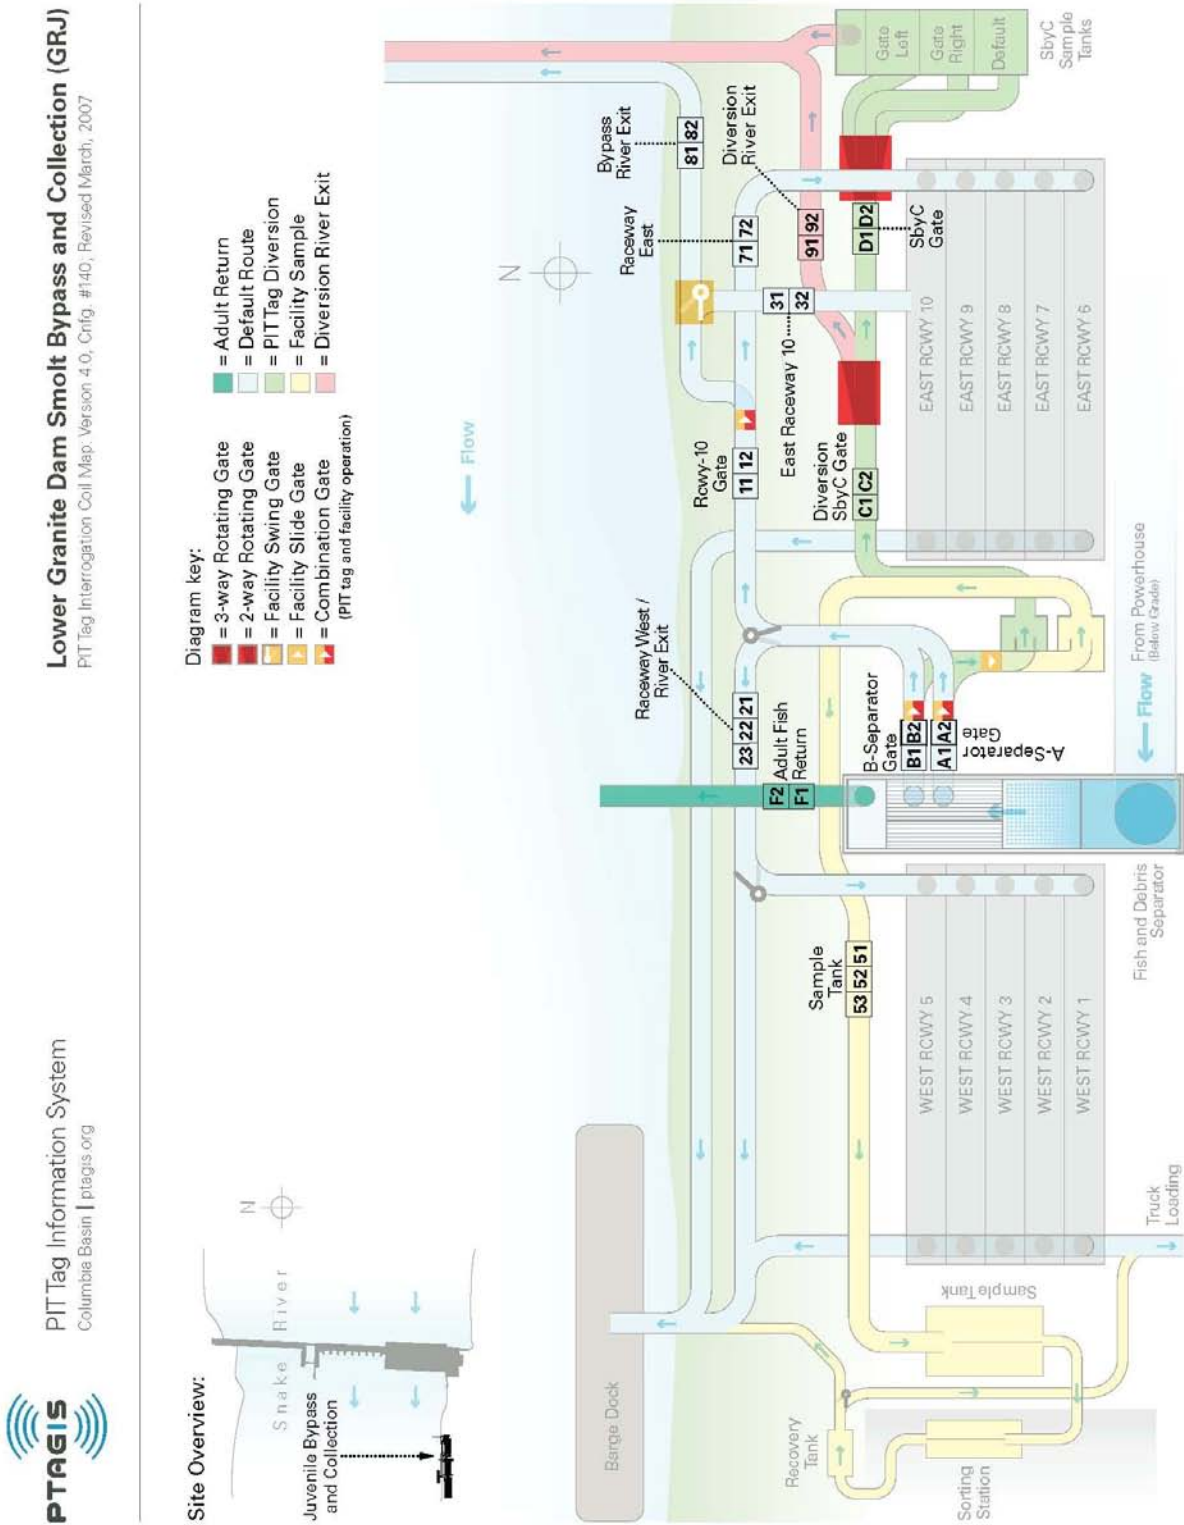 PTAGIS
PIT Tag Information System
Columbia Basin | ptagis.org
Lower Granite Dam Smolt Bypass and Collection (GRJ)
PIT Tag Interrogation Coil Map. Version 4.0, Cnfg. #140, Revised March, 2007
Site Overview:
Snake River
N
Juvenile Bypass
and Collection
Diagram key:
= 3-way Rotating Gate
= 2-way Rotating Gate
= Facility Swing Gate
= Facility Slide Gate
= Combination Gate
(PIT tag and facility operation)
= Adult Return
= Default Route
= PIT Tag Diversion
= Facility Sample
= Diversion River Exit
Flow
N
Barge Dock
Raceway West /
River Exit
23 22 21
Adult Fish
Return
F2
F1
Rcwy-10
Gate
11 12
Raceway
East
71 72
Bypass
River Exit
81 82
East Raceway 10
31
32
Diversion
River Exit
91 92
Diversion
SbyC Gate
C1 C2
SbyC
Gate
D1 D2
Gate
Left
Gate
Right
Default
SbyC
Sample
Tanks
B-Separator
Gate
B1 B2
A1 A2
A-Separator
Gate
Sample
Tank
53 52 51
Recovery
Tank
Sorting
Station
Sample Tank
WEST RCWY 5
WEST RCWY 4
WEST RCWY 3
WEST RCWY 2
WEST RCWY 1
EAST RCWY 10
EAST RCWY 9
EAST RCWY 8
EAST RCWY 7
EAST RCWY 6
Truck
Loading
Fish and Debris
Separator
Flow
From Powerhouse
(Below Grade)